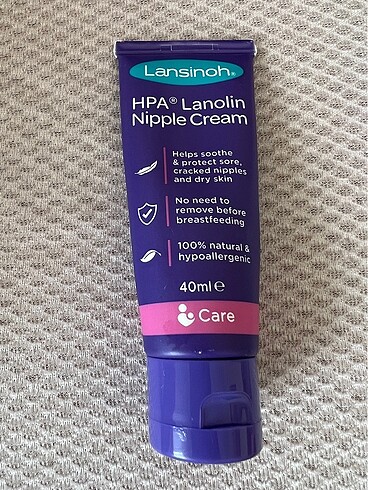 Lansinoh®
HPA® Lanolin
Nipple Cream
Helps soothe
& protect sore,
cracked nipples
and dry skin
No need to
remove before
breastfeeding
100% natural &
hypoallergenic
40ml ℮
Care